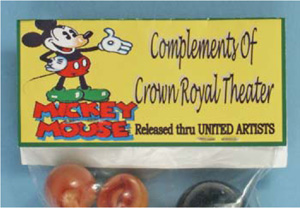 Complements Of
Crown Royal Theater
MICKEY
MOUSE
Released thru UNITED ARTISTS